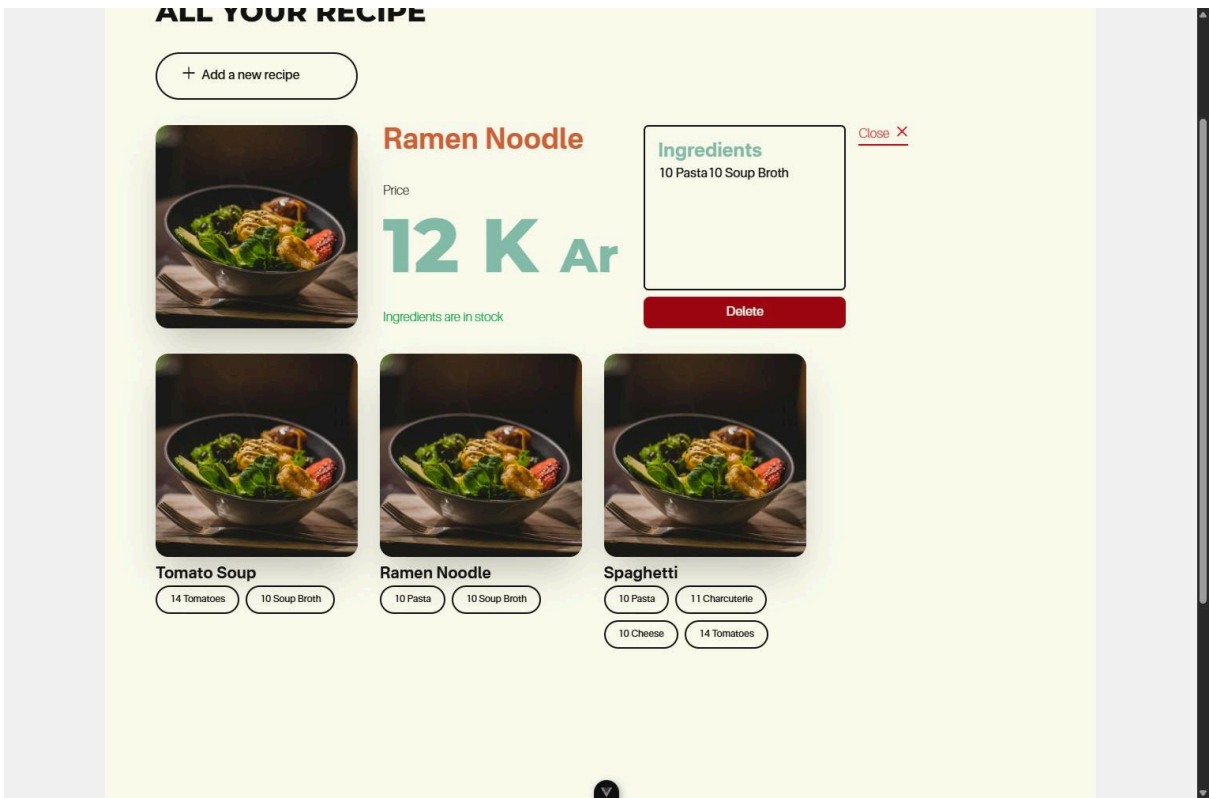 ALL YOUR RECIPE
+ Add a new recipe
Ramen Noodle
Price
12 K Ar
Ingredients are in stock
Ingredients
10 Pasta 10 Soup Broth
Delete
Close ×
Tomato Soup
14 Tomatoes 10 Soup Broth
Ramen Noodle
10 Pasta 10 Soup Broth
Spaghetti
10 Pasta 11 Charcuterie
10 Cheese 14 Tomatoes